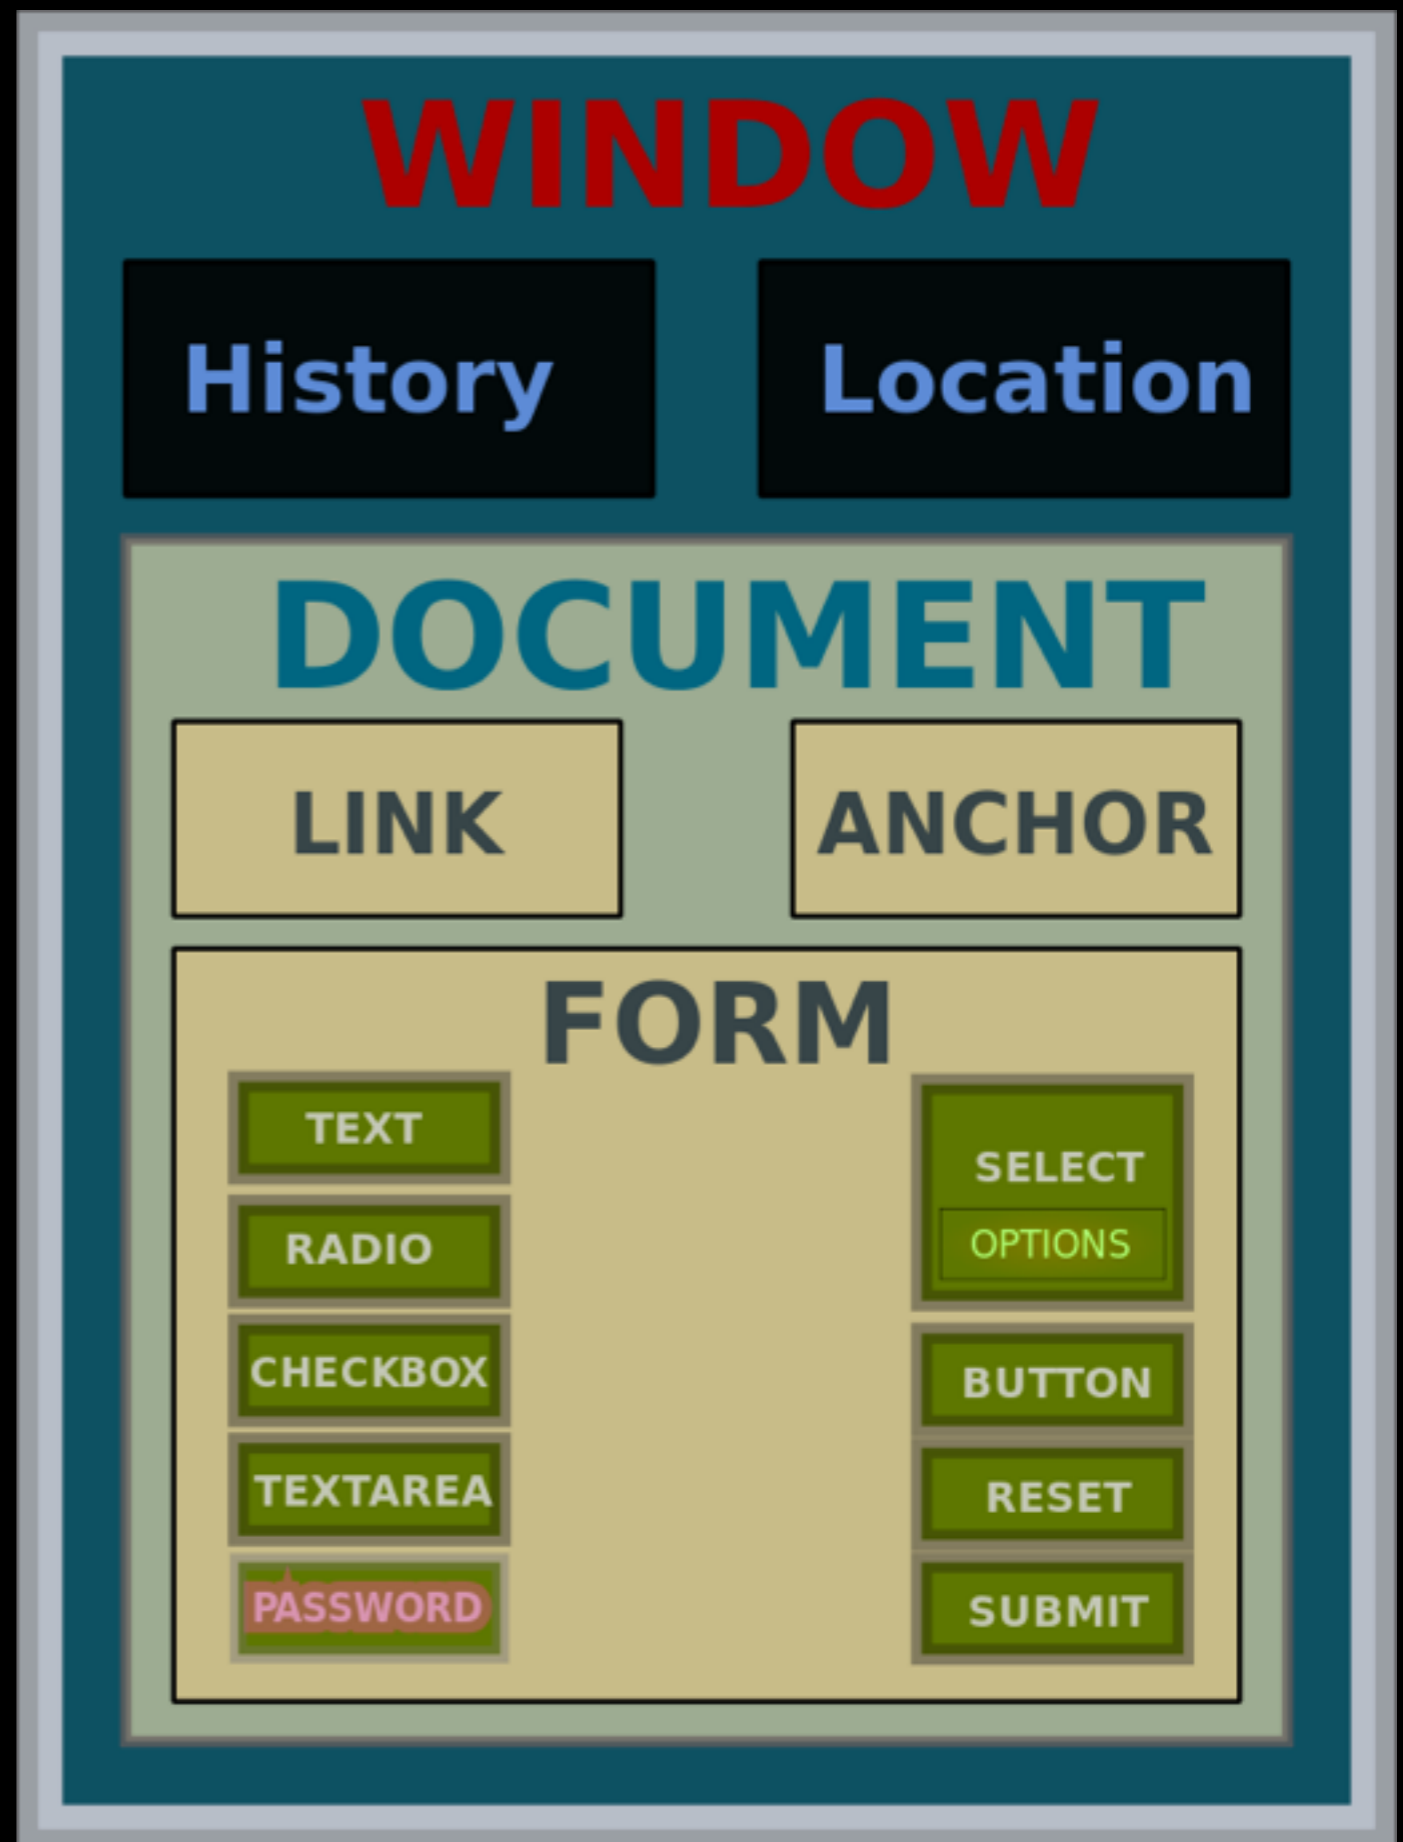 WINDOW
History
Location
DOCUMENT
LINK
ANCHOR
FORM
TEXT
RADIO
CHECKBOX
TEXTAREA
PASSWORD
SELECT
OPTIONS
BUTTON
RESET
SUBMIT